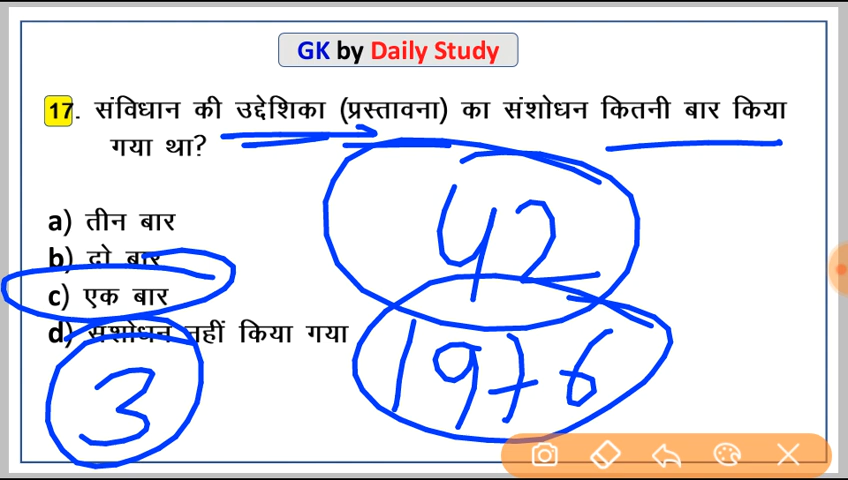 GK by Daily Study
17. संविधान की उद्देशिका (प्रस्तावना) का संशोधन कितनी बार किया
गया था?
a) तीन बार
b) दो बार
42
c) एक बार
d) संशोधन नहीं किया गया
1976
3